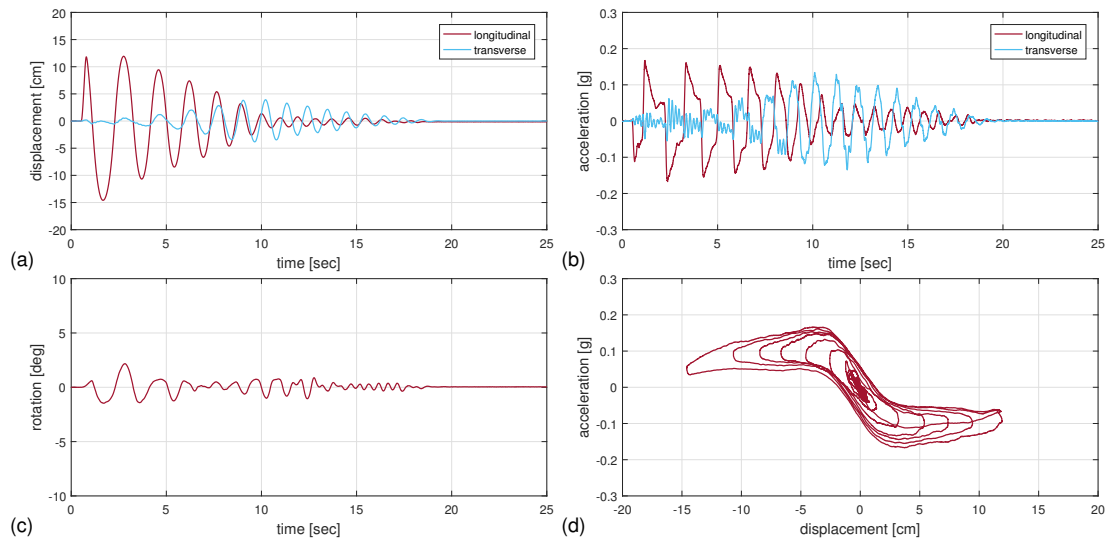 20
15
10
5
0
-5
-10
-15
-20
displacement [cm]
longitudinal
transverse
0 5 10 15 20 25
time [sec]
(a)
0.3
0.2
0.1
0
-0.1
-0.2
-0.3
acceleration [g]
longitudinal
transverse
0 5 10 15 20 25
time [sec]
(b)
10
5
0
-5
-10
rotation [deg]
0 5 10 15 20 25
time [sec]
(c)
0.3
0.2
0.1
0
-0.1
-0.2
-0.3
acceleration [g]
-20 -15 -10 -5 0 5 10 15 20
displacement [cm]
(d)